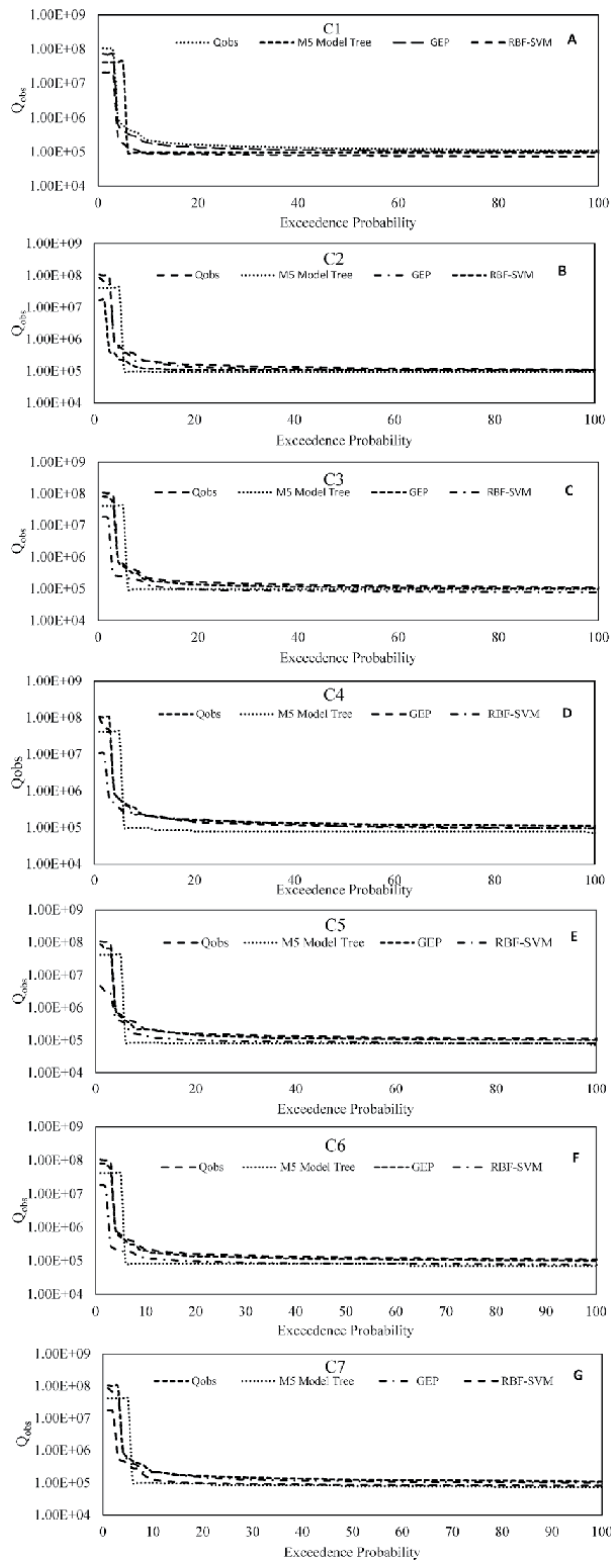 C1
1.00E+09
Qobs M5 Model Tree GEP RBF-SVM A
1.00E+08
1.00E+07
Qobs
1.00E+06
1.00E+05
1.00E+04
0 20 40 60 80 100
Exceedence Probability
1.00E+09
C2
Qobs M5 Model Tree GEP RBF-SVM B
1.00E+08
1.00E+07
Qobs
1.00E+06
1.00E+05
1.00E+04
0 20 40 60 80 100
Exceedence Probability
1.00E+09
C3
Qobs M5 Model Tree GEP RBF-SVM C
1.00E+08
1.00E+07
Qobs
1.00E+06
1.00E+05
1.00E+04
0 20 40 60 80 100
Exceedence Probability
1.00E+09
C4
Qobs M5 Model Tree GEP RBF-SVM D
1.00E+08
1.00E+07
Qobs
1.00E+06
1.00E+05
1.00E+04
0 20 40 60 80 100
Exceedence Probability
1.00E+09
C5
Qobs M5 Model Tree GEP RBF-SVM E
1.00E+08
1.00E+07
Qobs
1.00E+06
1.00E+05
1.00E+04
0 20 40 60 80 100
Exceedence Probability
1.00E+09
C6
Qobs M5 Model Tree GEP RBF-SVM F
1.00E+08
1.00E+07
Qobs
1.00E+06
1.00E+05
1.00E+04
0 10 20 30 40 50 60 70 80 90 100
Exceedence Probability
1.00E+09
C7
Qobs M5 Model Tree GEP RBF-SVM G
1.00E+08
1.00E+07
Qobs
1.00E+06
1.00E+05
1.00E+04
0 10 20 30 40 50 60 70 80 90 100
Exceedence Probability